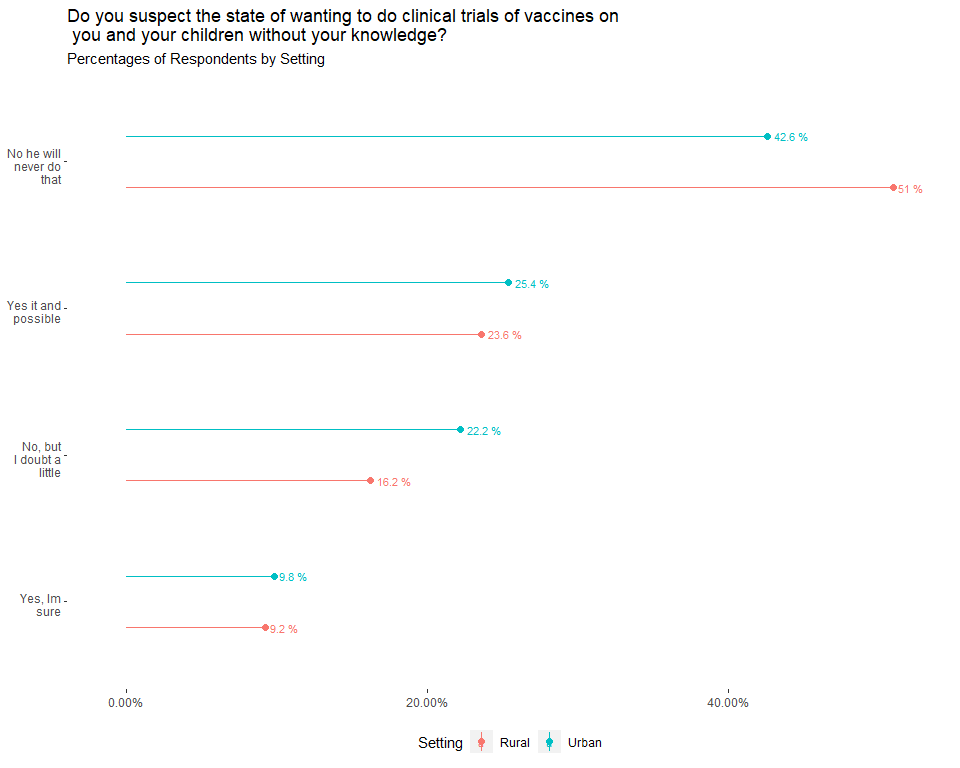 Do you suspect the state of wanting to do clinical trials of vaccines on
you and your children without your knowledge?
Percentages of Respondents by Setting
42.6 %
No he will
never do
that
51 %
25.4 %
Yes it and
possible
23.6 %
22.2 %
No, but
I doubt a
little
16.2 %
9.8 %
Yes, Im
sure
9.2 %
0.00% 20.00% 40.00%
Setting Rural Urban